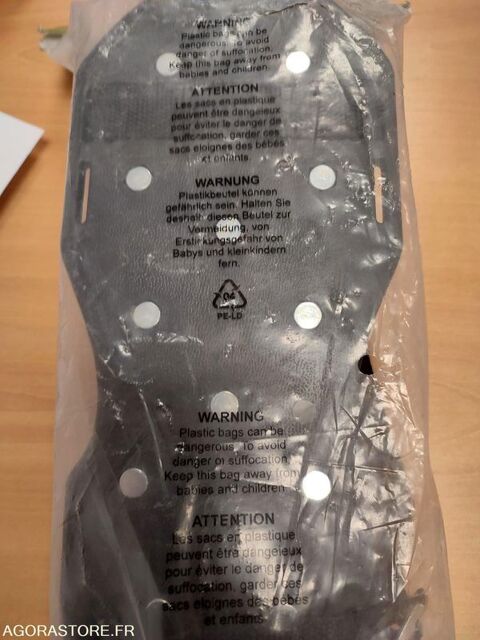 WARNING
Plastic bags can be
dangerous. To avoid
danger of suffocation.
Keep this bag away from
babies and children.
ATTENTION
Les sacs en plastique
peuvent être dangereux
pour éviter le danger de
suffocation, garder ces
sacs eloignes des bébés
et enfants.
WARNUNG
Plastikbeutel können
gefährlich sein. Halten Sie
deshalb diesen Beutel zur
Vermeidung, von
Erstickungsgefahr von
Babys und kleinkindern
fern.
04
PE-LD
WARNING
Plastic bags can be
dangerous. To avoid
danger of suffocation.
Keep this bag away from
babies and children
ATTENTION
Les sacs en plastique
peuvent être dangereux
pour éviter le danger de
suffocation, garder ces
sacs eloignes des bébés
et enfants.
AGORASTORE.FR